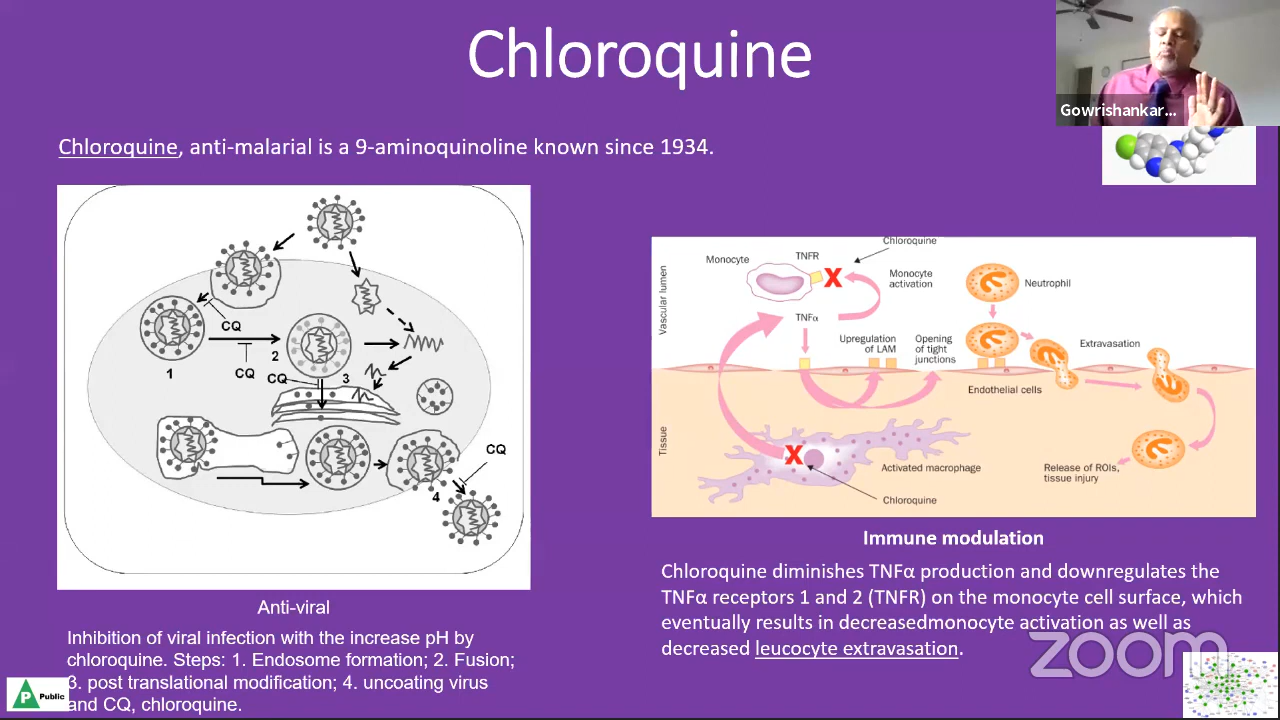 Chloroquine
Gowrishankar...
Chloroquine, anti-malarial is a 9-aminoquinoline known since 1934.
CQ
1
2
CQ
CQ
3
CQ
4
Anti-viral
Inhibition of viral infection with the increase pH by
chloroquine. Steps: 1. Endosome formation; 2. Fusion;
3. post translational modification; 4. uncoating virus
and CQ, chloroquine.
P Public
Vascular lumen
Monocyte
TNFR
Chloroquine
Monocyte
activation
TNFα
Neutrophil
Upregulation
of LAM
Opening
of tight
junctions
Extravasation
Endothelial cells
Tissue
X
X
Activated macrophage
Chloroquine
Release of ROIs,
tissue injury
Immune modulation
Chloroquine diminishes TNFα production and downregulates the
TNFα receptors 1 and 2 (TNFR) on the monocyte cell surface, which
eventually results in decreasedmonocyte activation as well as
decreased leucocyte extravasation.
zoom